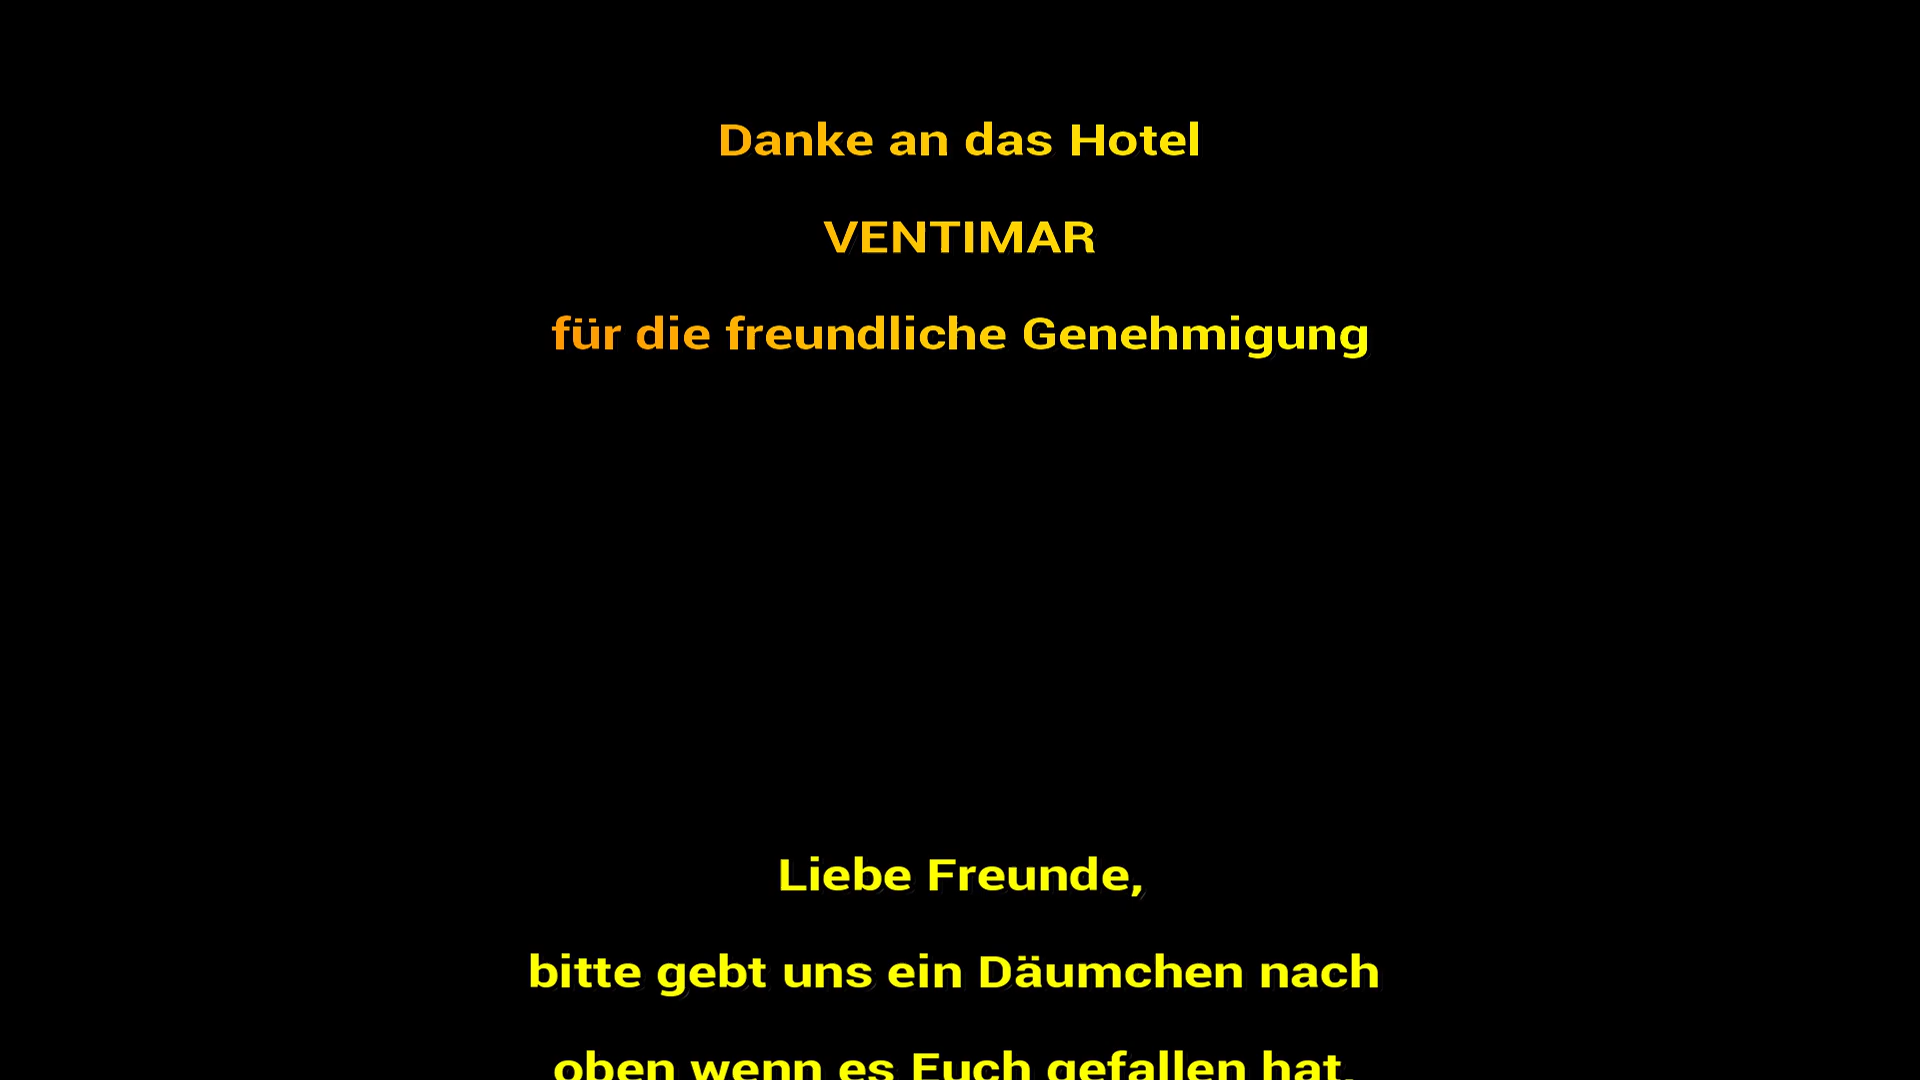 Danke an das Hotel
VENTIMAR
für die freundliche Genehmigung
Liebe Freunde,
bitte gebt uns ein Däumchen nach
oben wenn es Euch gefallen hat.